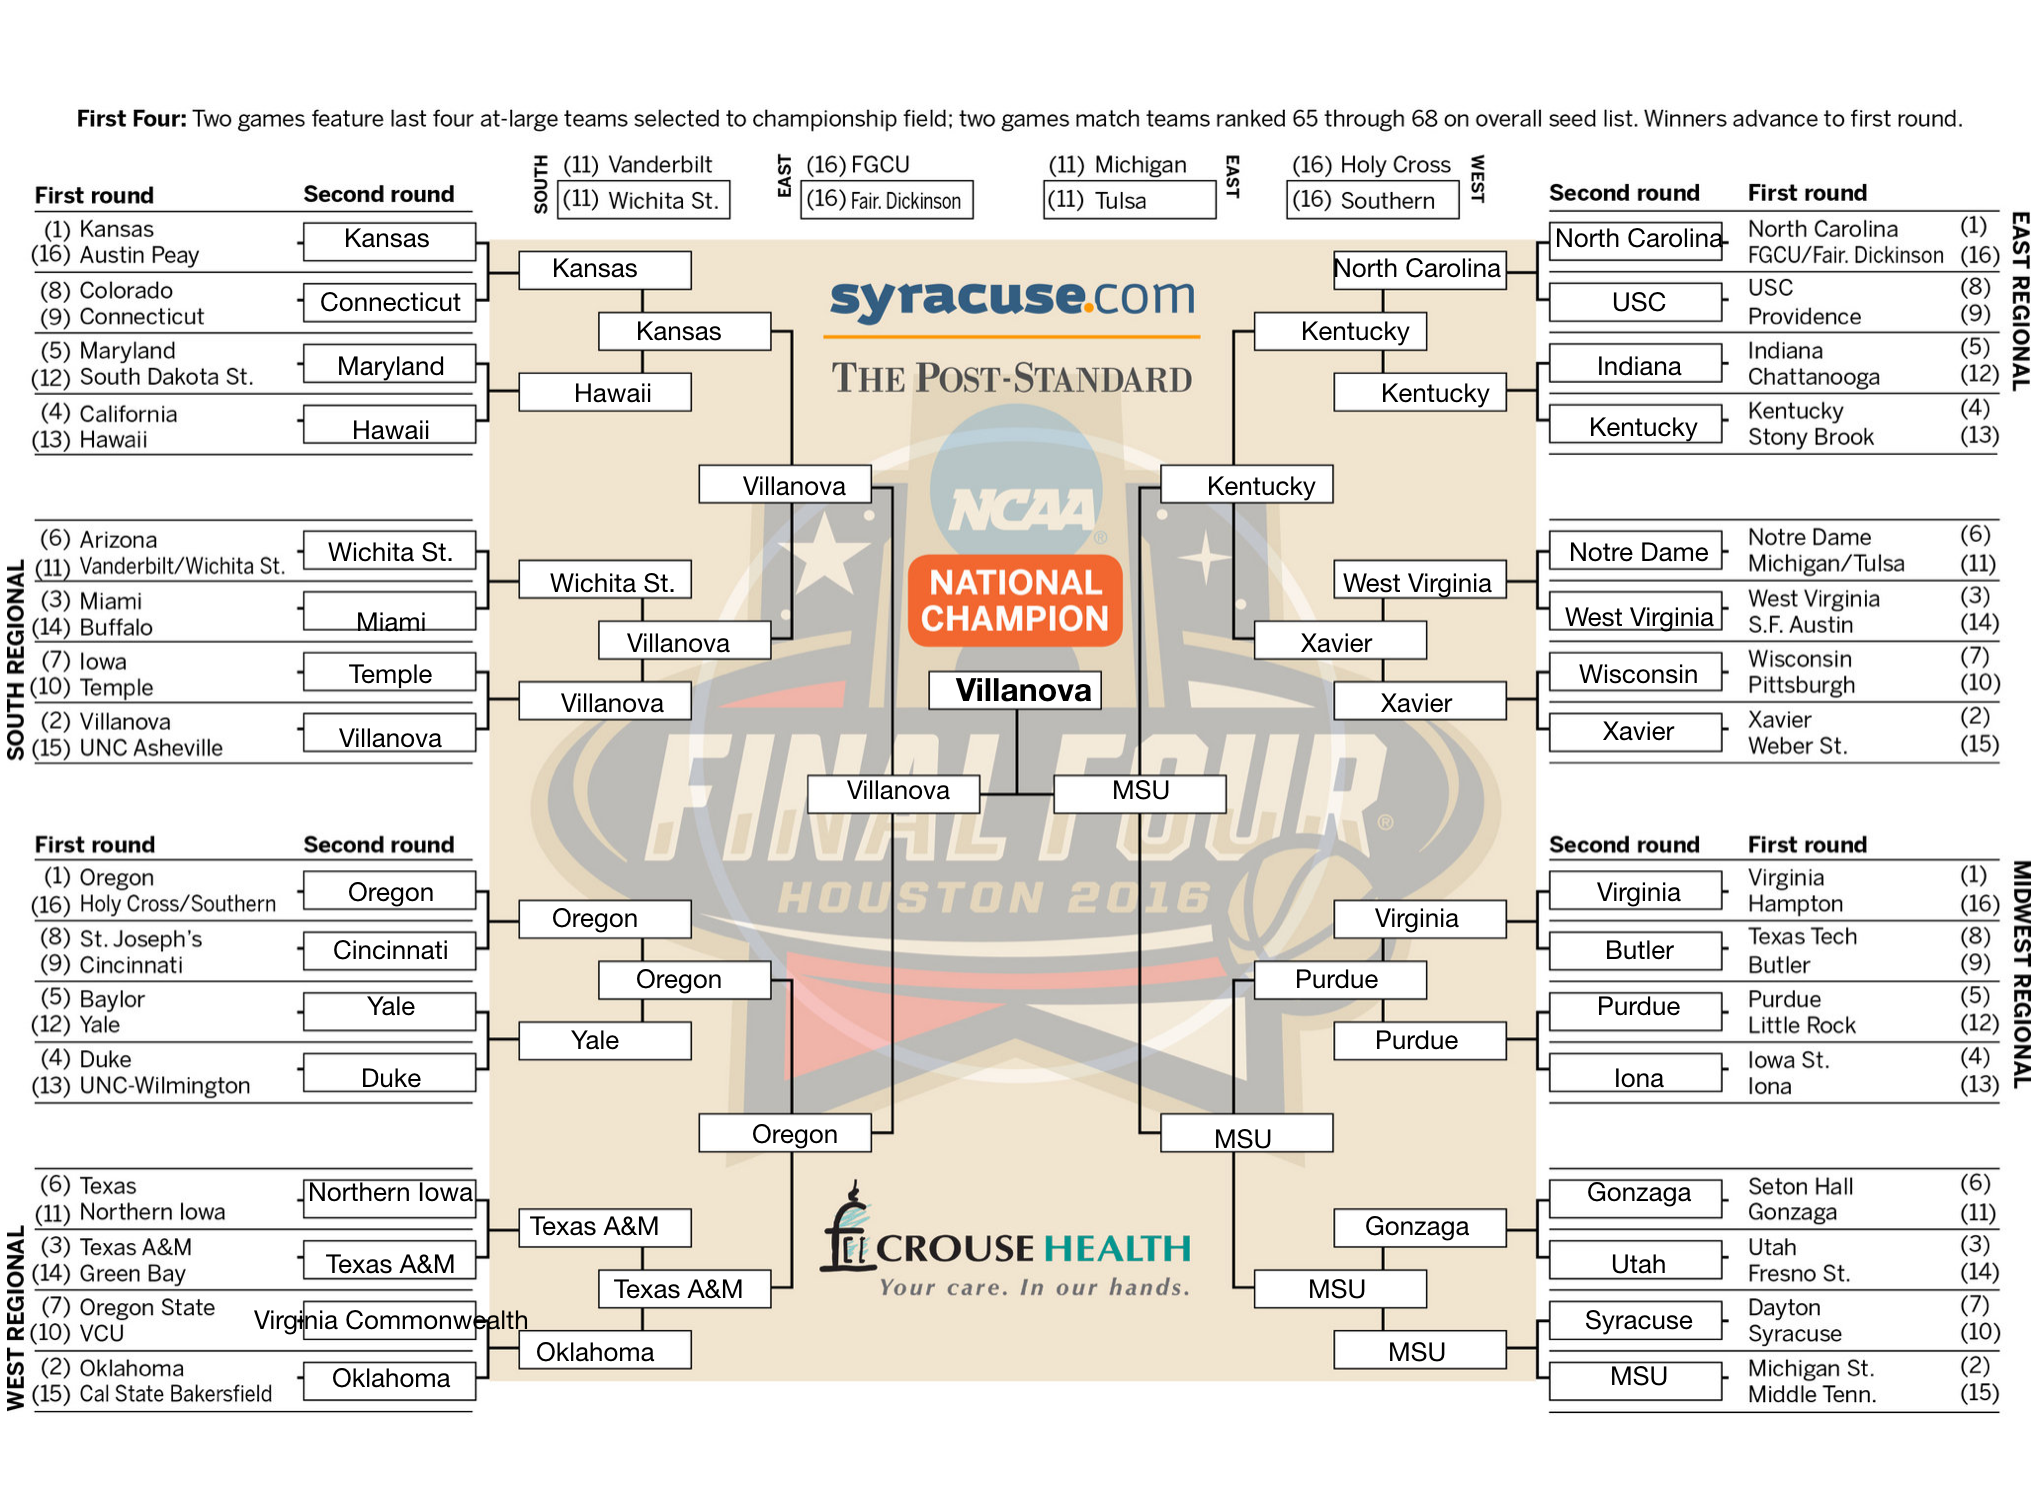 First Four: Two games feature last four at-large teams selected to championship field; two games match teams ranked 65 through 68 on overall seed list. Winners advance to first round.
SOUTH
(11) Vanderbilt
(11) Wichita St.
EAST
(16) FGCU
(16) Fair. Dickinson
(11) Michigan
(11) Tulsa
EAST
(16) Holy Cross
(16) Southern
WEST
First round
Second round
(1) Kansas
(16) Austin Peay
(8) Colorado
(9) Connecticut
(5) Maryland
(12) South Dakota St.
(4) California
(13) Hawaii
Kansas
Connecticut
Maryland
Hawaii
Kansas
Hawaii
Kansas
SOUTH REGIONAL
(6) Arizona
(11) Vanderbilt/Wichita St.
(3) Miami
(14) Buffalo
(7) Iowa
(10) Temple
(2) Villanova
(15) UNC Asheville
Wichita St.
Miami
Temple
Villanova
Wichita St.
Villanova
Villanova
Villanova
First round
Second round
(1) Oregon
(16) Holy Cross/Southern
(8) St. Joseph's
(9) Cincinnati
(5) Baylor
(12) Yale
(4) Duke
(13) UNC-Wilmington
Oregon
Cincinnati
Yale
Duke
Oregon
Yale
Oregon
WEST REGIONAL
(6) Texas
(11) Northern Iowa
(3) Texas A&M
(14) Green Bay
(7) Oregon State
(10) VCU
(2) Oklahoma
(15) Cal State Bakersfield
Northern Iowa
Texas A&M
Virginia Commonwealth
Oklahoma
Texas A&M
Oklahoma
Texas A&M
Oregon
syracuse.com
THE POST-STANDARD
NCAA
®
NATIONAL
CHAMPION
Villanova
Villanova
MSU
FINAL FOUR
®
HOUSTON 2016
CROUSE HEALTH
Your care. In our hands.
Second round
First round
North Carolina (1)
FGCU/Fair. Dickinson (16)
USC (8)
Providence (9)
Indiana (5)
Chattanooga (12)
Kentucky (4)
Stony Brook (13)
North Carolina
USC
Indiana
Kentucky
North Carolina
Kentucky
Kentucky
EAST REGIONAL
Notre Dame (6)
Michigan/Tulsa (11)
West Virginia (3)
S.F. Austin (14)
Wisconsin (7)
Pittsburgh (10)
Xavier (2)
Weber St. (15)
Notre Dame
West Virginia
Wisconsin
Xavier
West Virginia
Xavier
Xavier
Kentucky
Second round
First round
Virginia (1)
Hampton (16)
Texas Tech (8)
Butler (9)
Purdue (5)
Little Rock (12)
Iowa St. (4)
Iona (13)
Virginia
Butler
Purdue
Iona
Virginia
Purdue
Purdue
MIDWEST REGIONAL
Seton Hall (6)
Gonzaga (11)
Utah (3)
Fresno St. (14)
Dayton (7)
Syracuse (10)
Michigan St. (2)
Middle Tenn. (15)
Gonzaga
Utah
Syracuse
MSU
Gonzaga
MSU
MSU
MSU